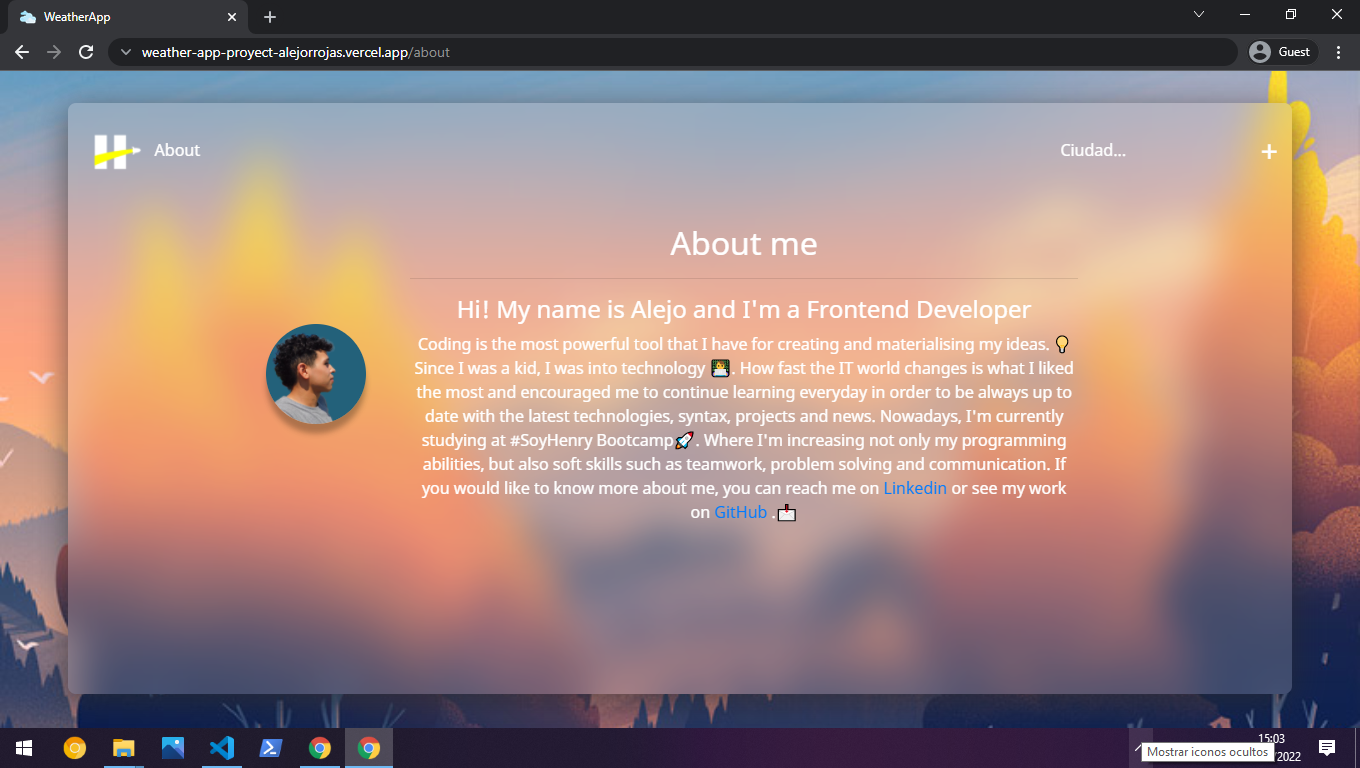 WeatherApp
weather-app-proyect-alejorrojas.vercel.app/about
Guest
H
About
Ciudad...
About me
Hi! My name is Alejo and I'm a Frontend Developer
Coding is the most powerful tool that I have for creating and materialising my ideas. 💡
Since I was a kid, I was into technology 👨‍💻. How fast the IT world changes is what I liked
the most and encouraged me to continue learning everyday in order to be always up to
date with the latest technologies, syntax, projects and news. Nowadays, I'm currently
studying at #SoyHenry Bootcamp🚀. Where I'm increasing not only my programming
abilities, but also soft skills such as teamwork, problem solving and communication. If
you would like to know more about me, you can reach me on Linkedin or see my work
on GitHub .📩
15:03
Mostrar iconos ocultos
/2022